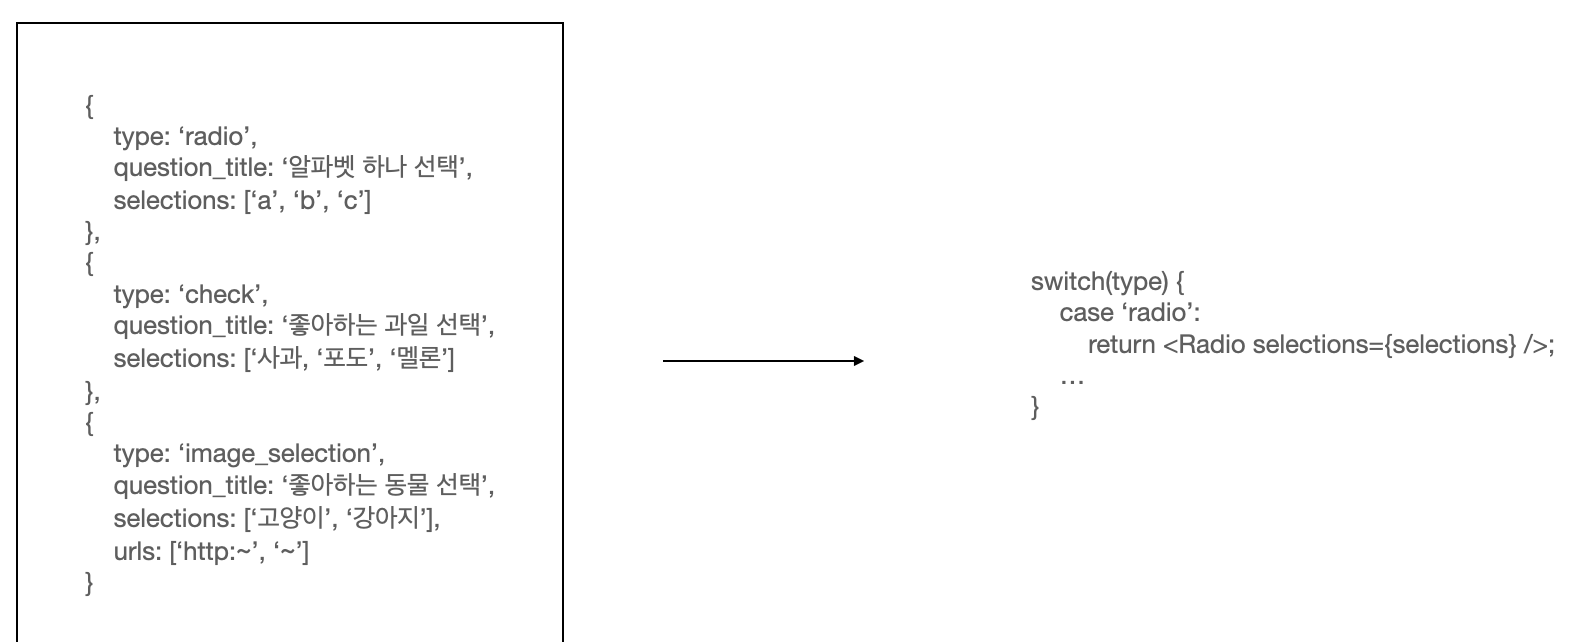 {
type: ‘radio’,
question_title: ‘알파벳 하나 선택’,
selections: [‘a’, ‘b’, ‘c’]
},
{
type: ‘check’,
question_title: ‘좋아하는 과일 선택’,
selections: [‘사과, ‘포도’, ‘멜론’]
},
{
type: ‘image_selection’,
question_title: ‘좋아하는 동물 선택’,
selections: [‘고양이’, ‘강아지’],
urls: [‘http:~’, ‘~’]
}
switch(type) {
case ‘radio’:
return <Radio selections={selections} />;
…
}